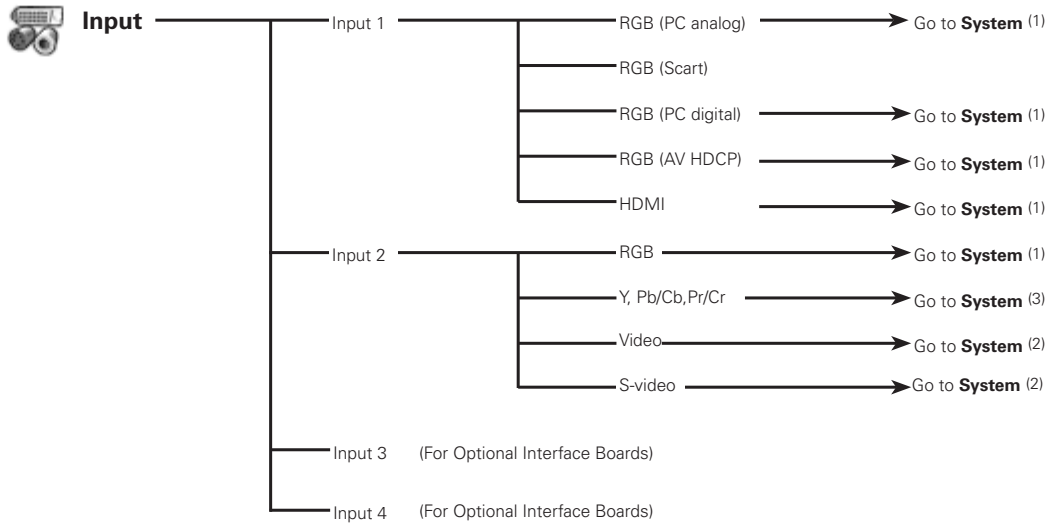 Input
Input 1
RGB (PC analog)
Go to System (1)
RGB (Scart)
RGB (PC digital)
Go to System (1)
RGB (AV HDCP)
Go to System (1)
HDMI
Go to System (1)
Input 2
RGB
Go to System (1)
Y, Pb/Cb,Pr/Cr
Go to System (3)
Video
Go to System (2)
S-video
Go to System (2)
Input 3
(For Optional Interface Boards)
Input 4
(For Optional Interface Boards)